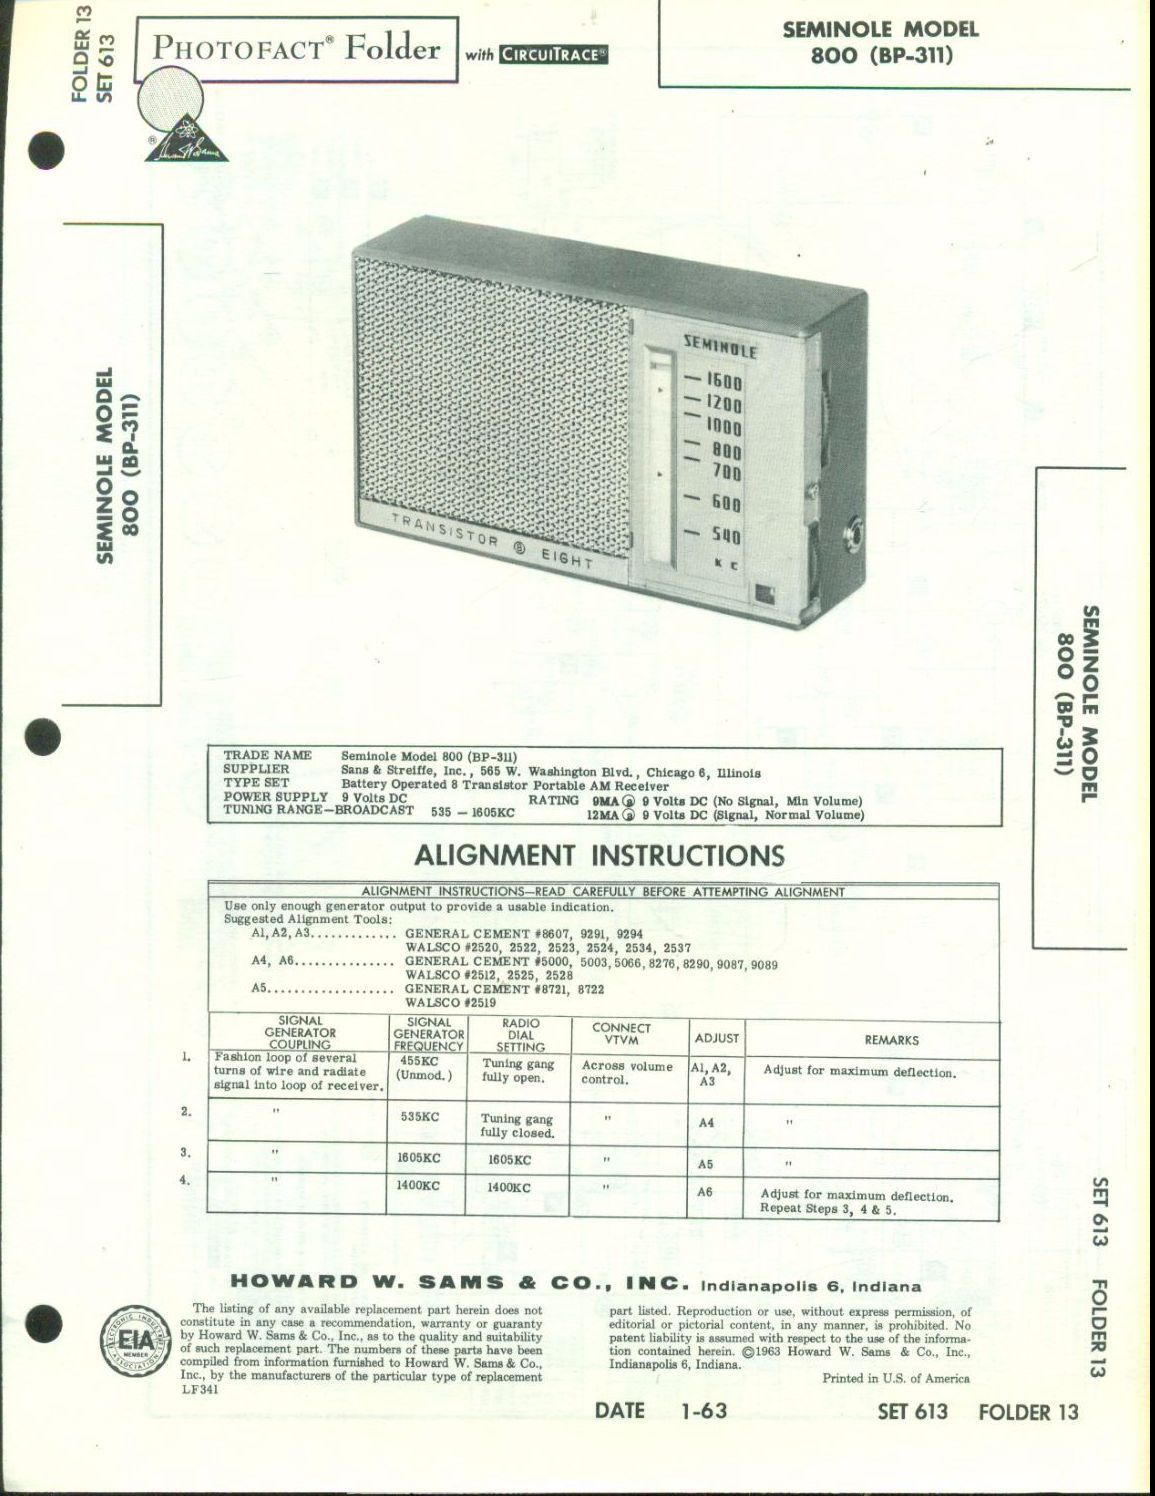 FOLDER 13
SET 613
PHOTOFACT® Folder
with CIRCUITRACE®
SEMINOLE MODEL
800 (BP-311)
®
SEMINOLE MODEL
800 (BP-311)
SEMINOLE
1600
1200
1000
800
700
600
540
K C
TRANSISTOR 8 EIGHT
SEMINOLE MODEL
800 (BP-311)
TRADE NAME Seminole Model 800 (BP-311)
SUPPLIER Sans & Streiffe, Inc., 565 W. Washington Blvd., Chicago 6, Illinois
TYPE SET Battery Operated 8 Transistor Portable AM Receiver
POWER SUPPLY 9 Volts DC RATING 9MA @ 9 Volts DC (No Signal, Min Volume)
TUNING RANGE—BROADCAST 535 — 1605KC 12MA @ 9 Volts DC (Signal, Normal Volume)
ALIGNMENT INSTRUCTIONS
ALIGNMENT INSTRUCTIONS—READ CAREFULLY BEFORE ATTEMPTING ALIGNMENT
Use only enough generator output to provide a usable indication.
Suggested Alignment Tools:
A1, A2, A3............. GENERAL CEMENT #8607, 9291, 9294
WALSCO #2520, 2522, 2523, 2524, 2534, 2537
A4, A6............... GENERAL CEMENT #5000, 5003, 5066, 8276, 8290, 9087, 9089
WALSCO #2512, 2525, 2528
A5................... GENERAL CEMENT #8721, 8722
WALSCO #2519
SIGNAL GENERATOR COUPLING
SIGNAL GENERATOR FREQUENCY
RADIO DIAL SETTING
CONNECT VTVM
ADJUST
REMARKS
1. Fashion loop of several turns of wire and radiate signal into loop of receiver.
455KC (Unmod.)
Tuning gang fully open.
Across volume control.
A1, A2, A3
Adjust for maximum deflection.
2. "
535KC
Tuning gang fully closed.
"
A4
"
3. "
1605KC
1605KC
"
A5
"
4. "
1400KC
1400KC
"
A6
Adjust for maximum deflection.
Repeat Steps 3, 4 & 5.
HOWARD W. SAMS & CO., INC. Indianapolis 6, Indiana
ELECTRONIC INDUSTRIES ASSOCIATION
EIA
MEMBER
The listing of any available replacement part herein does not
constitute in any case a recommendation, warranty or guaranty
by Howard W. Sams & Co., Inc., as to the quality and suitability
of such replacement part. The numbers of these parts have been
compiled from information furnished to Howard W. Sams & Co.,
Inc., by the manufacturers of the particular type of replacement
LF341
part listed. Reproduction or use, without express permission, of
editorial or pictorial content, in any manner, is prohibited. No
patent liability is assumed with respect to the use of the informa-
tion contained herein. ©1963 Howard W. Sams & Co., Inc.,
Indianapolis 6, Indiana.
Printed in U.S. of America
DATE 1-63
SET 613 FOLDER 13
SET 613 FOLDER 13